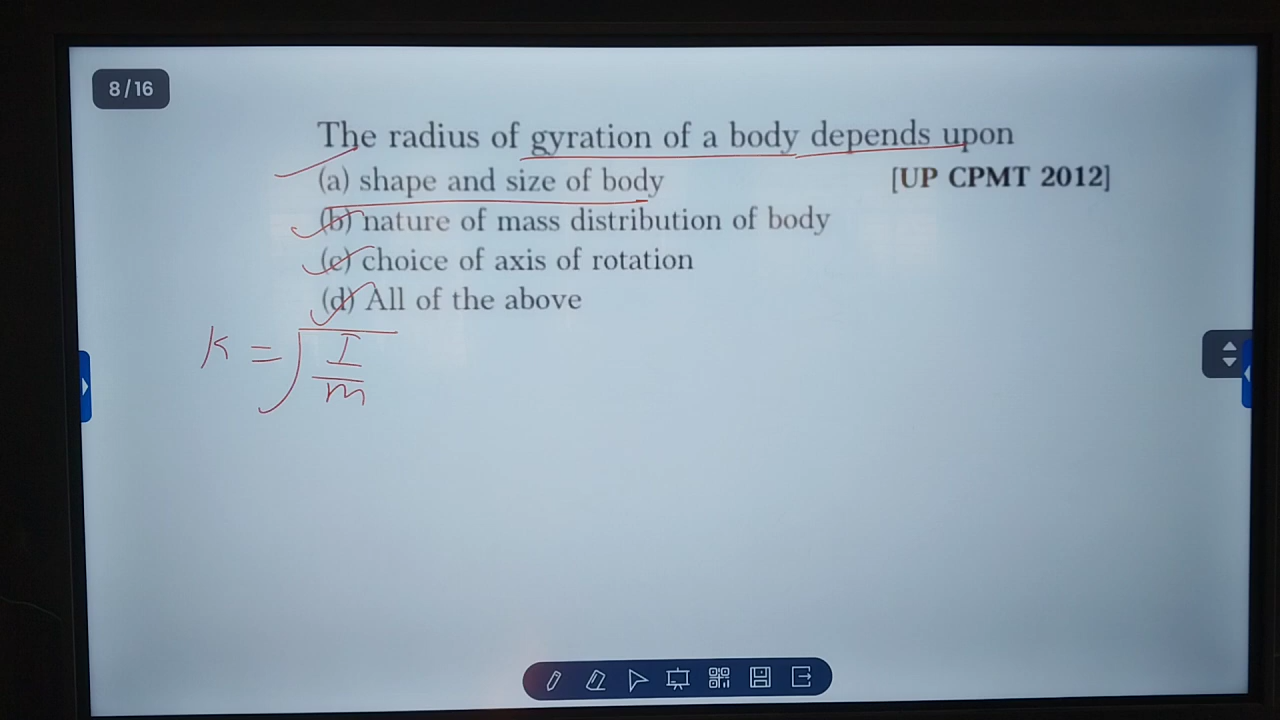 8/16
The radius of gyration of a body depends upon
(a) shape and size of body [UP CPMT 2012]
(b) nature of mass distribution of body
(c) choice of axis of rotation
(d) All of the above
K = √(I/m)